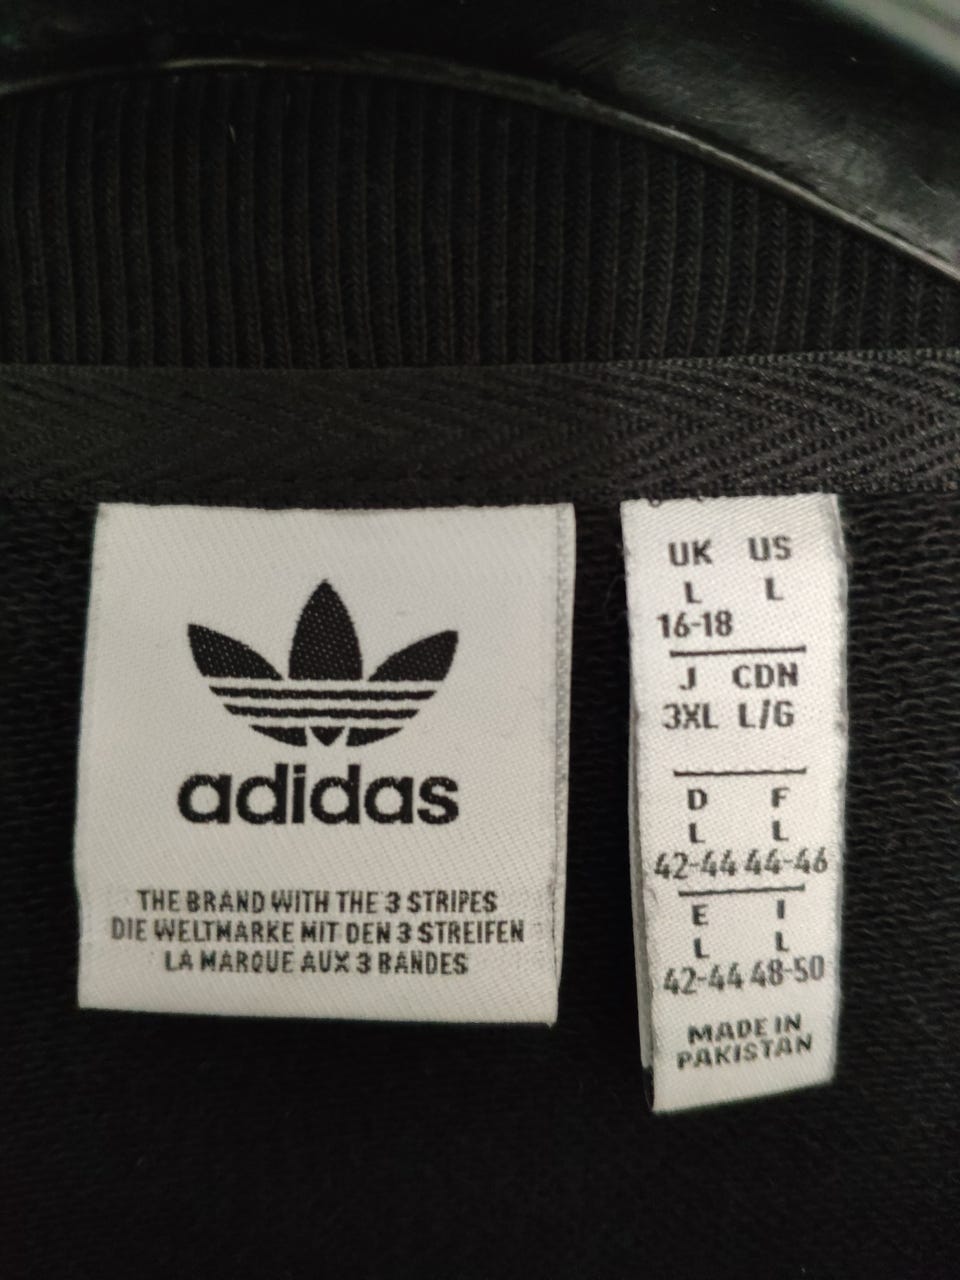 adidas
THE BRAND WITH THE 3 STRIPES
DIE WELTMARKE MIT DEN 3 STREIFEN
LA MARQUE AUX 3 BANDES
UK US
L L
16-18
J CDN
3XL L/G
D F
L L
42-44 44-46
E I
L L
42-44 48-50
MADE IN
PAKISTAN